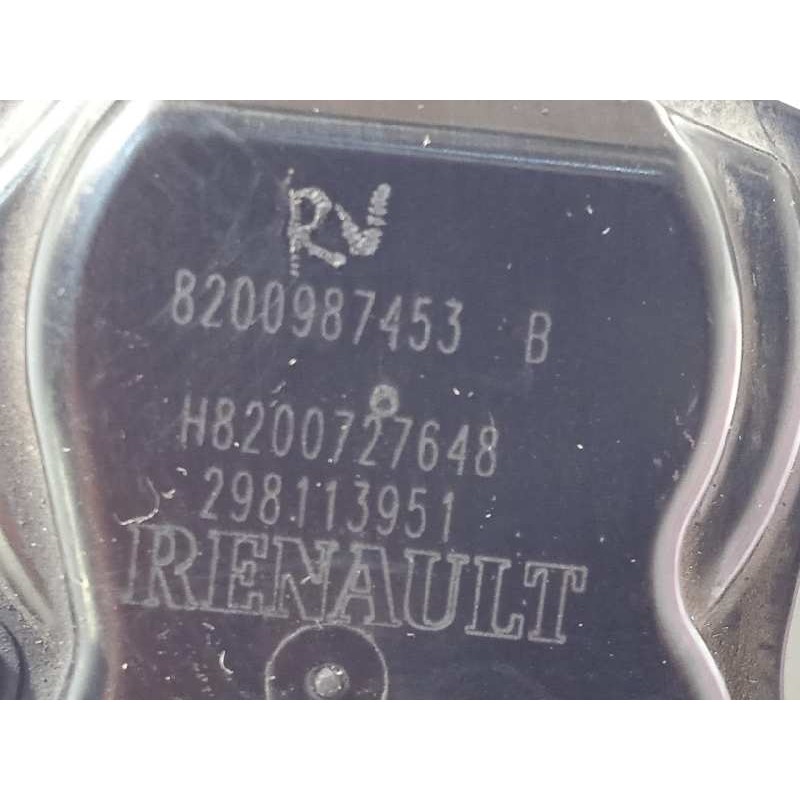 RV
8200987453 B
H8200727648
298113951
RENAULT